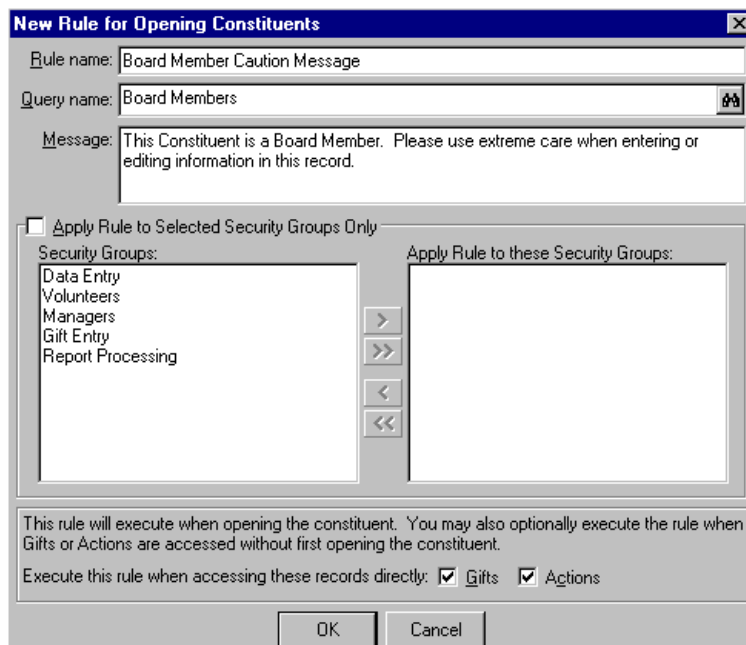 New Rule for Opening Constituents
Rule name: Board Member Caution Message
Query name: Board Members
Message: This Constituent is a Board Member.  Please use extreme care when entering or
editing information in this record.
Apply Rule to Selected Security Groups Only
Security Groups:
Apply Rule to these Security Groups:
Data Entry
Volunteers
Managers
Gift Entry
Report Processing
>
>>
<
<<
This rule will execute when opening the constituent.  You may also optionally execute the rule when
Gifts or Actions are accessed without first opening the constituent.
Execute this rule when accessing these records directly: Gifts Actions
OK Cancel